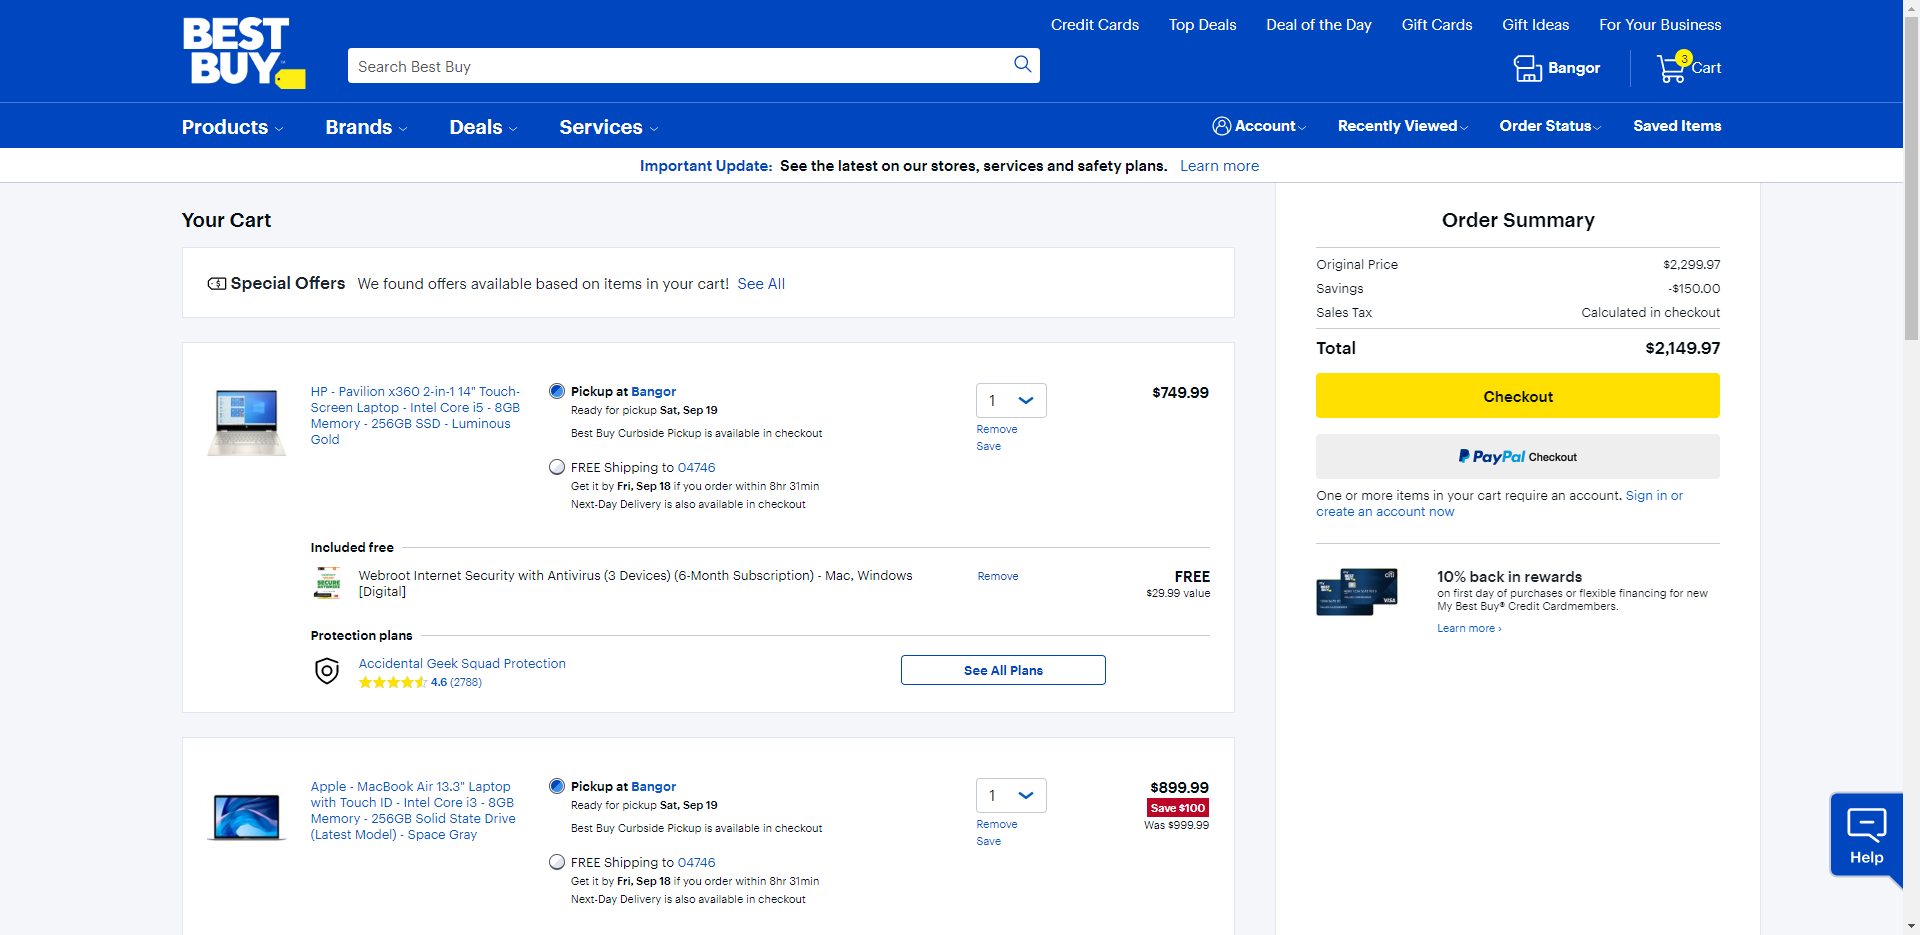 BEST BUY
Search Best Buy
Credit Cards
Top Deals
Deal of the Day
Gift Cards
Gift Ideas
For Your Business
Bangor
3
Cart
Products
Brands
Deals
Services
Account
Recently Viewed
Order Status
Saved Items
Important Update: See the latest on our stores, services and safety plans. Learn more
Your Cart
Special Offers We found offers available based on items in your cart! See All
HP - Pavilion x360 2-in-1 14" Touch-
Screen Laptop - Intel Core i5 - 8GB
Memory - 256GB SSD - Luminous
Gold
Pickup at Bangor
Ready for pickup Sat, Sep 19
Best Buy Curbside Pickup is available in checkout
FREE Shipping to 04746
Get it by Fri, Sep 18 if you order within 8hr 31min
Next-Day Delivery is also available in checkout
1
Remove
Save
$749.99
Included free
Webroot Internet Security with Antivirus (3 Devices) (6-Month Subscription) - Mac, Windows
[Digital]
Remove
FREE
$29.99 value
Protection plans
Accidental Geek Squad Protection
4.6 (2788)
See All Plans
Apple - MacBook Air 13.3" Laptop
with Touch ID - Intel Core i3 - 8GB
Memory - 256GB Solid State Drive
(Latest Model) - Space Gray
Pickup at Bangor
Ready for pickup Sat, Sep 19
Best Buy Curbside Pickup is available in checkout
FREE Shipping to 04746
Get it by Fri, Sep 18 if you order within 8hr 31min
Next-Day Delivery is also available in checkout
1
Remove
Save
$899.99
Save $100
Was $999.99
Order Summary
Original Price $2,299.97
Savings -$150.00
Sales Tax Calculated in checkout
Total $2,149.97
Checkout
PayPal Checkout
One or more items in your cart require an account. Sign in or
create an account now
BEST BUY
citi
VISA
10% back in rewards
on first day of purchases or flexible financing for new
My Best Buy® Credit Cardmembers.
Learn more ›
Help